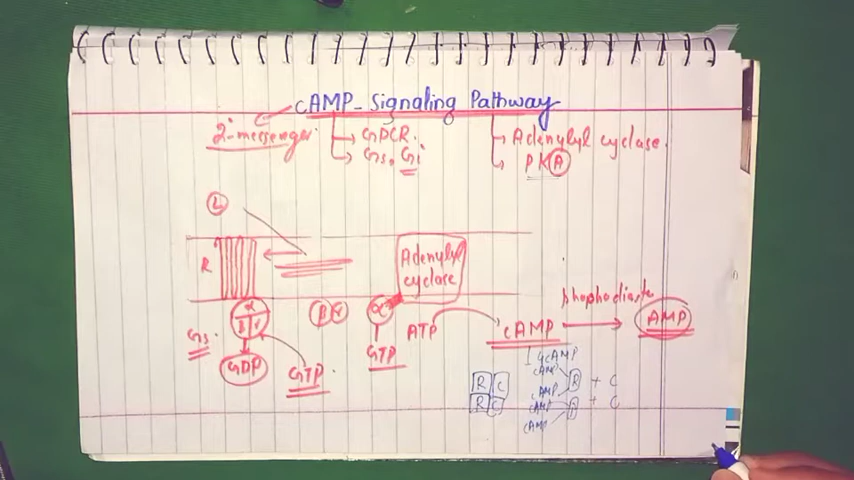 cAMP - Signaling Pathway
2° messenger
GPCR.
Gs, Gi
Adenylyl cyclase.
PKA
L
R
Adenylyl
cyclase
α
β γ
Gs
GDP
GTP
β γ
α
GTP
ATP
cAMP
AMP
4cAMP
R C
R C
cAMP
cAMP
R + C
cAMP
cAMP
R + C